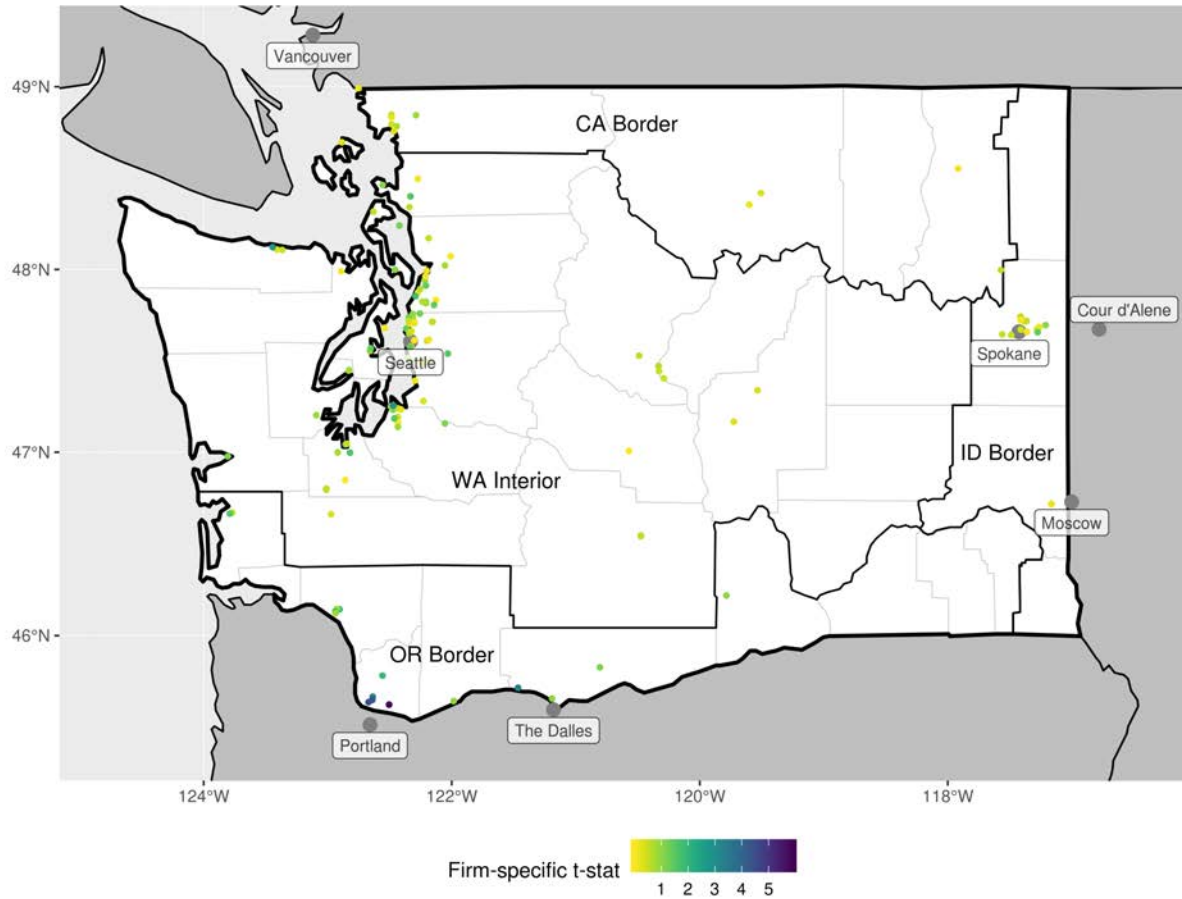 Vancouver
49°N
CA Border
48°N
Cour d'Alene
Spokane
Seattle
47°N
ID Border
WA Interior
Moscow
46°N
OR Border
The Dalles
Portland
124°W 122°W 120°W 118°W
Firm-specific t-stat
1 2 3 4 5